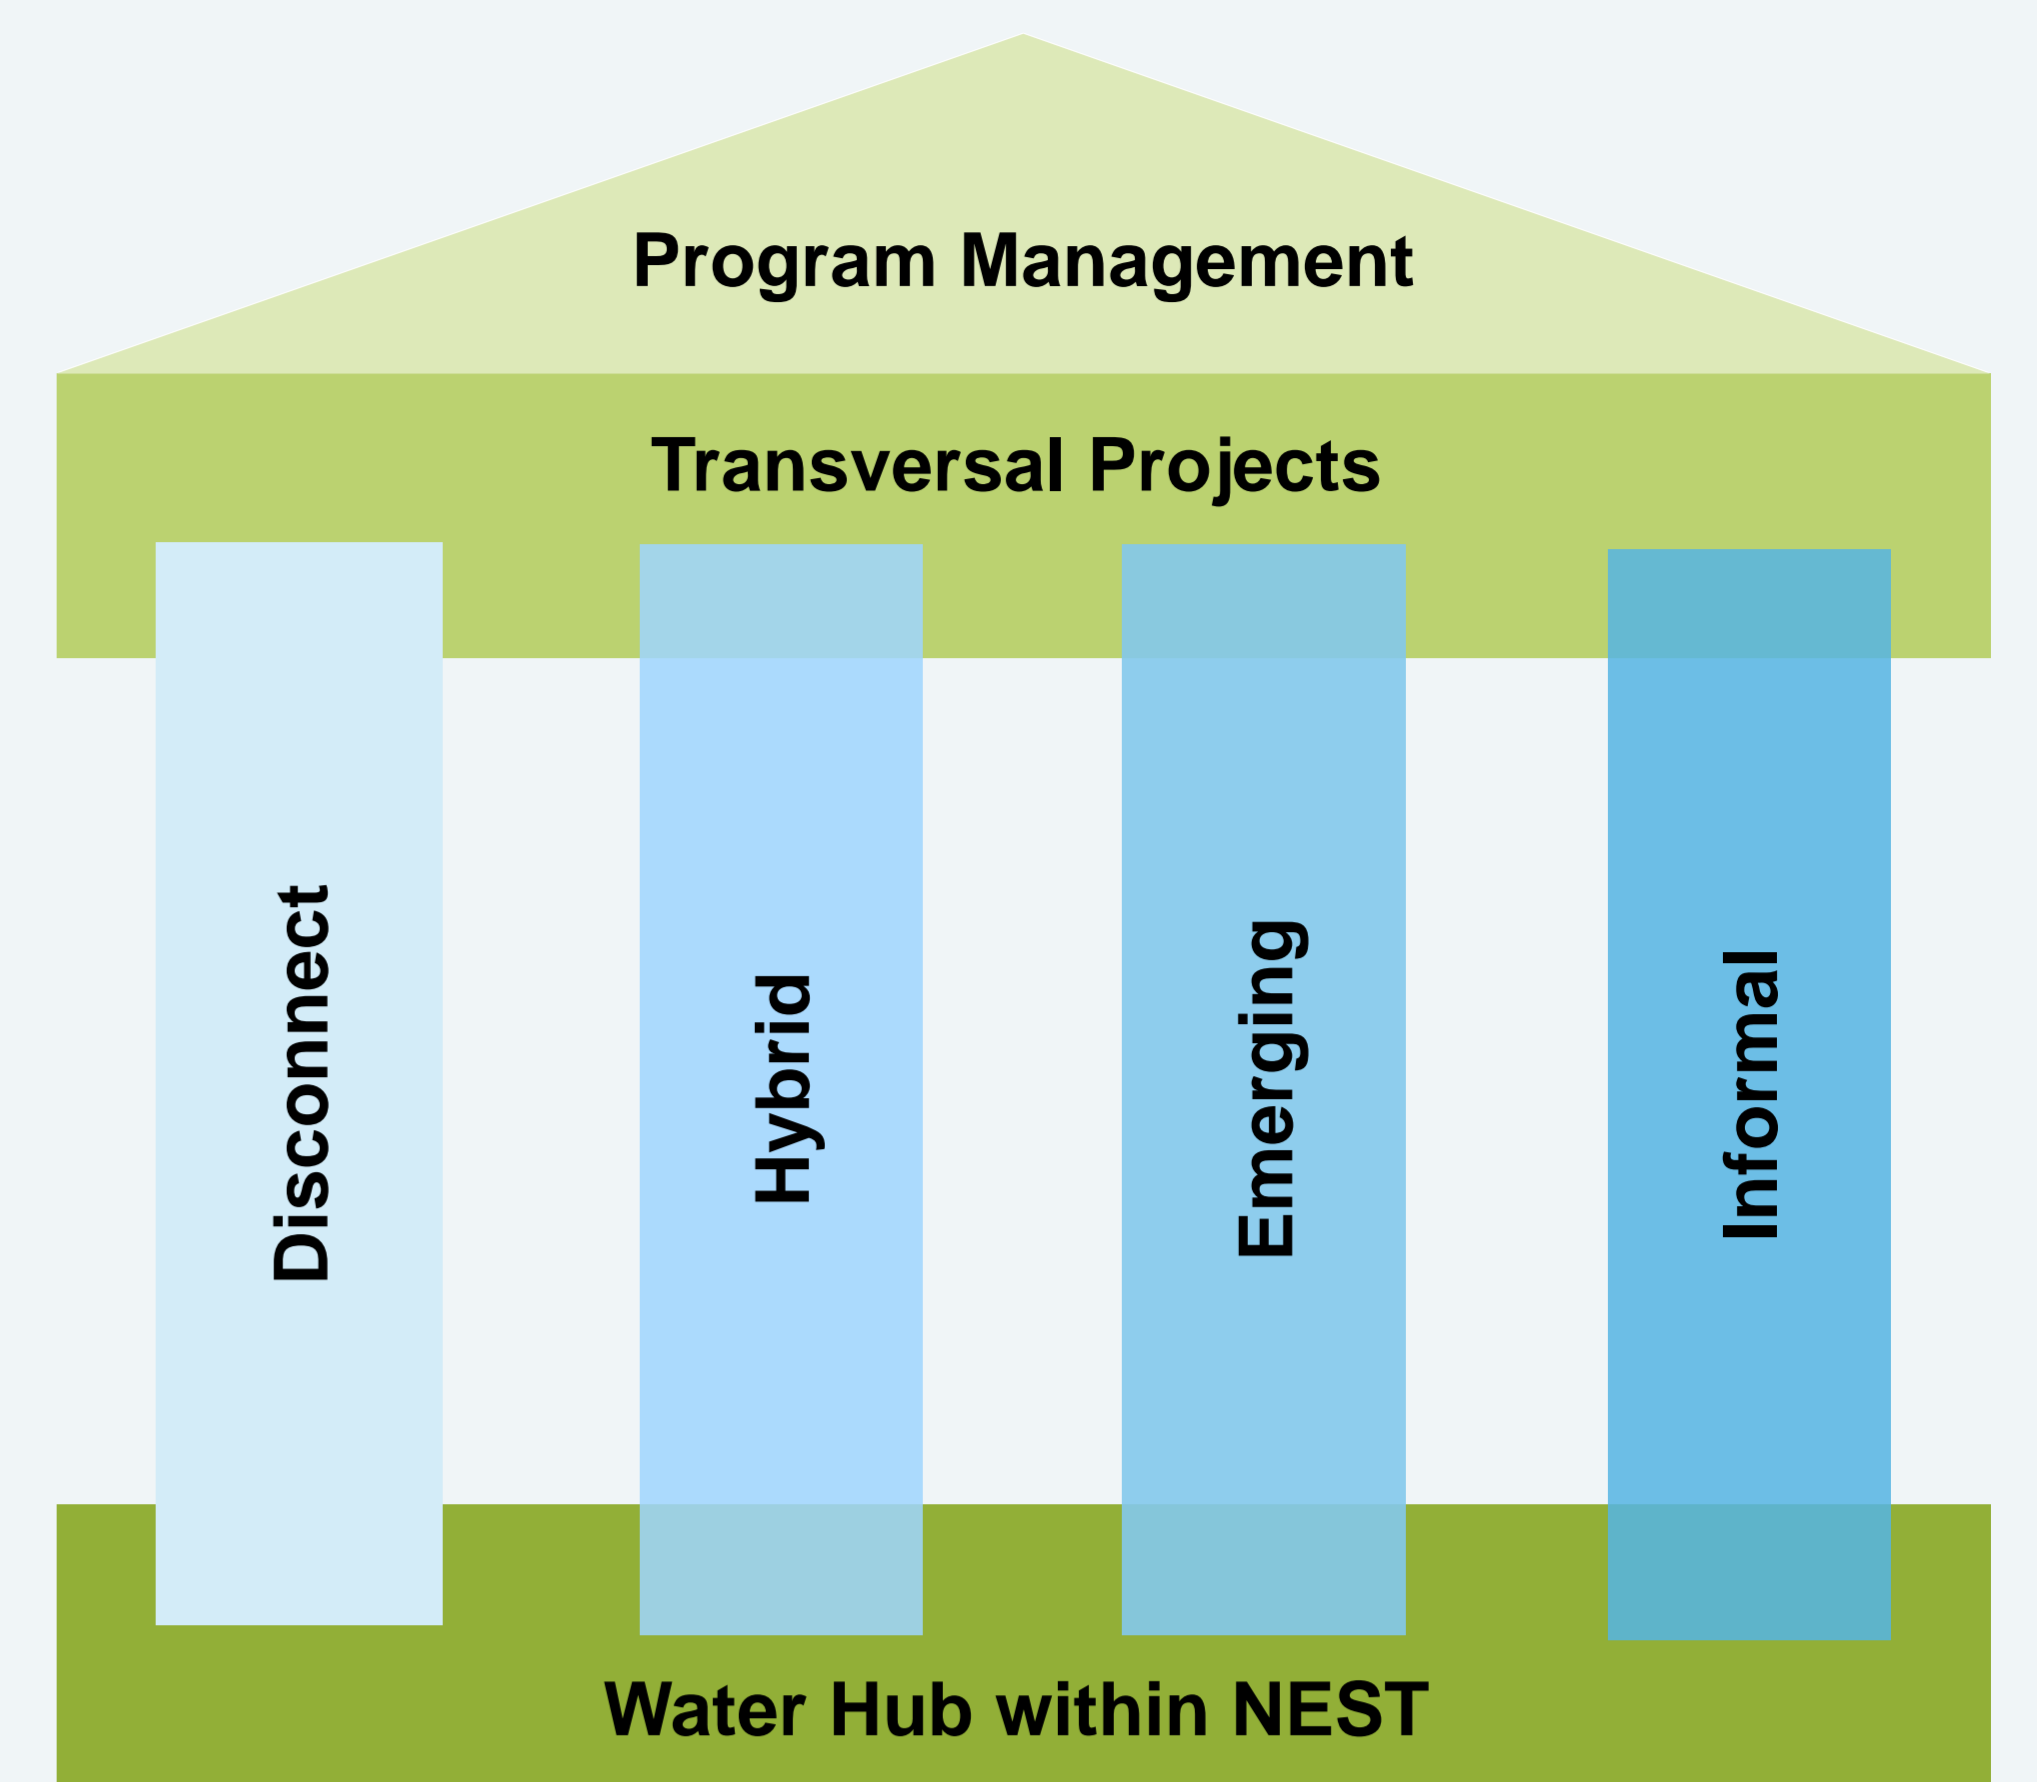 Program Management
Transversal Projects
Disconnect
Hybrid
Emerging
Informal
Water Hub within NEST